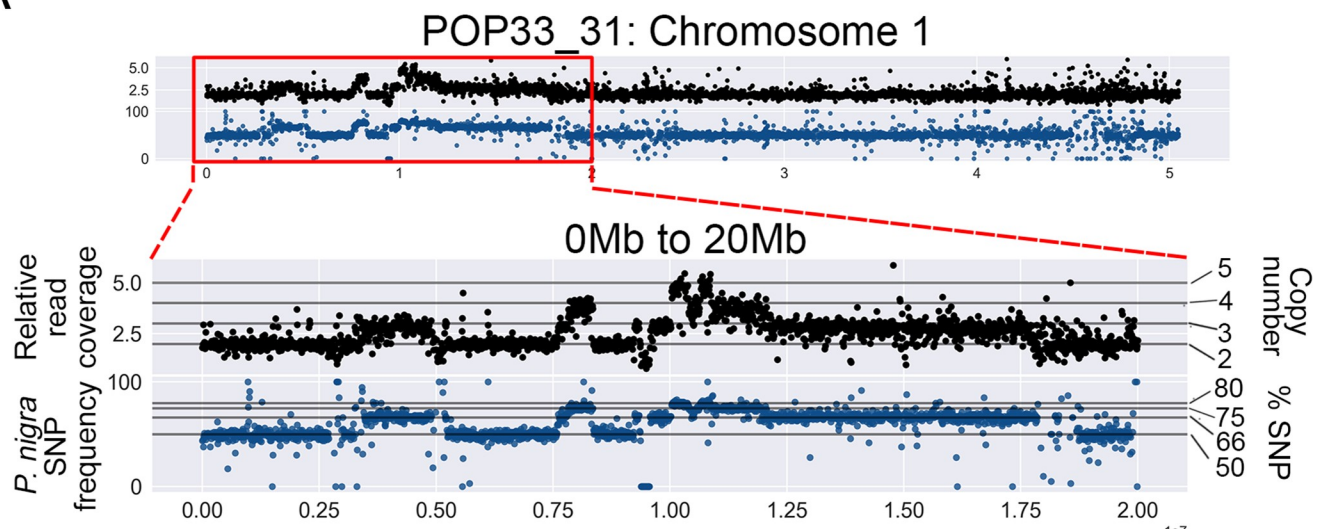 POP33_31: Chromosome 1
5.0
2.5
100
0
0 1 2 3 4 5
0Mb to 20Mb
Relative
read
coverage
5.0
2.5
5
4
3
2
Copy
number
P. nigra
SNP
frequency
100
0
80
75
66
50
% SNP
0.00 0.25 0.50 0.75 1.00 1.25 1.50 1.75 2.00